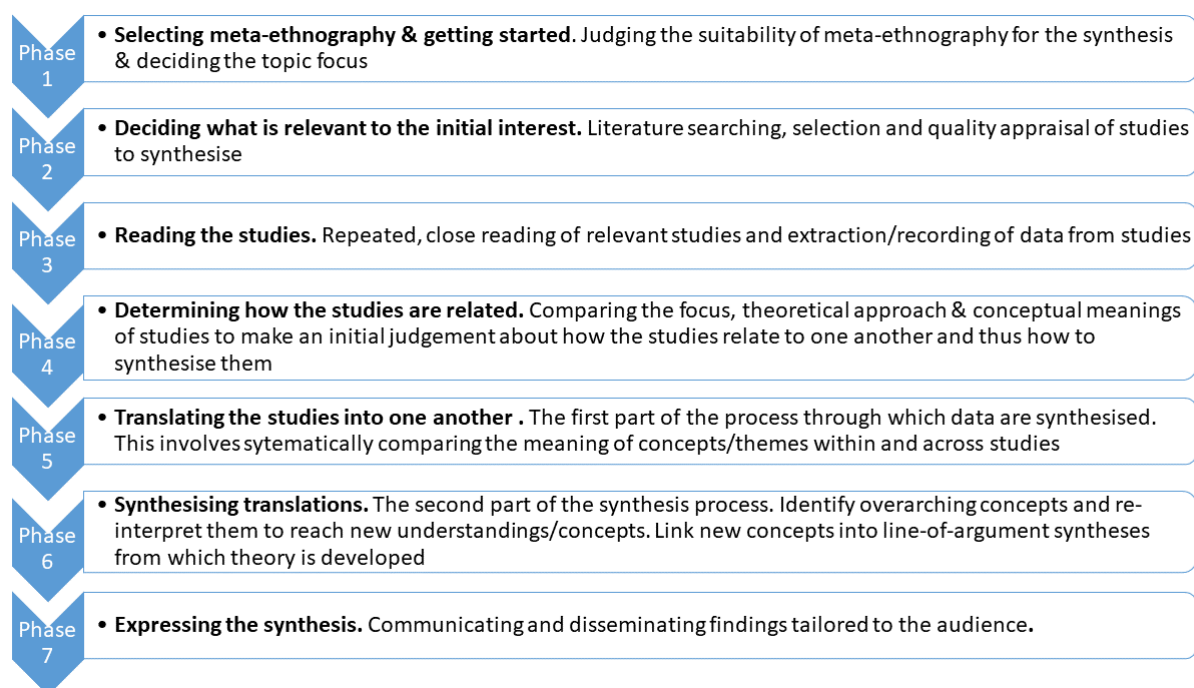 Phase
1
• Selecting meta-ethnography & getting started. Judging the suitability of meta-ethnography for the synthesis
& deciding the topic focus
Phase
2
• Deciding what is relevant to the initial interest. Literature searching, selection and quality appraisal of studies
to synthesise
Phase
3
• Reading the studies. Repeated, close reading of relevant studies and extraction/recording of data from studies
Phase
4
• Determining how the studies are related. Comparing the focus, theoretical approach & conceptual meanings
of studies to make an initial judgement about how the studies relate to one another and thus how to
synthesise them
Phase
5
• Translating the studies into one another . The first part of the process through which data are synthesised.
This involves sytematically comparing the meaning of concepts/themes within and across studies
Phase
6
• Synthesising translations. The second part of the synthesis process. Identify overarching concepts and re-
interpret them to reach new understandings/concepts. Link new concepts into line-of-argument syntheses
from which theory is developed
Phase
7
• Expressing the synthesis. Communicating and disseminating findings tailored to the audience.